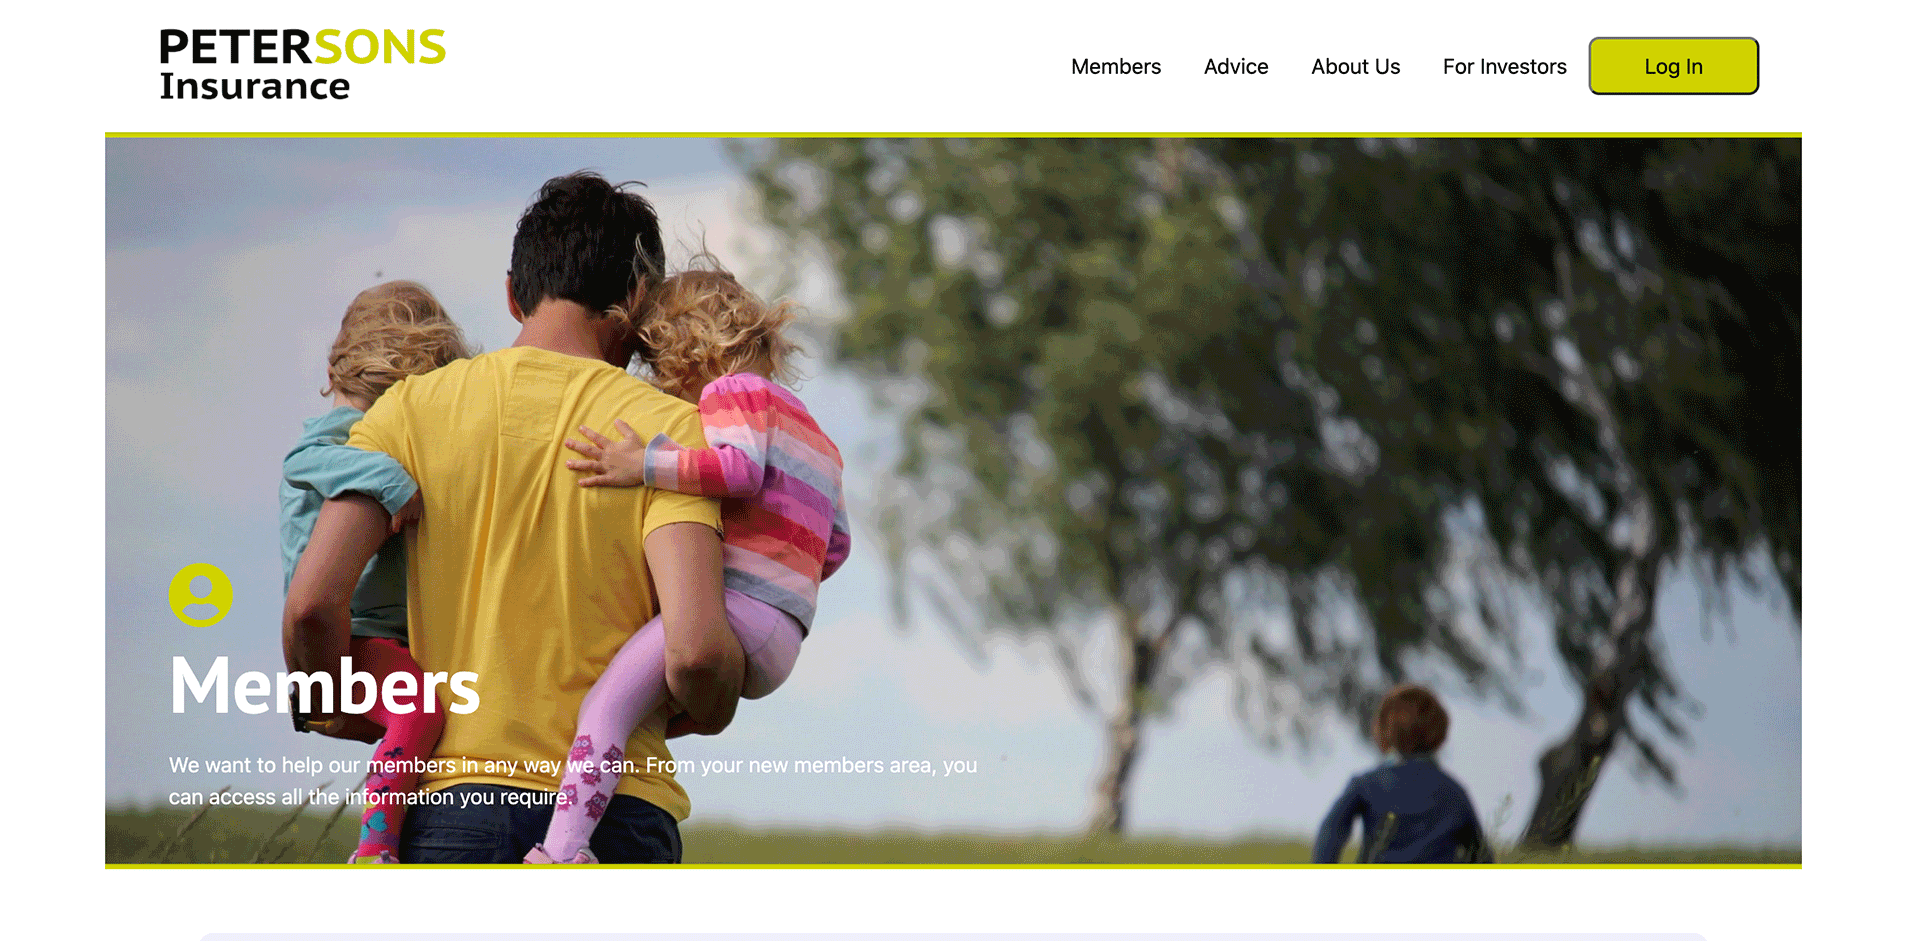 PETERSONS
Insurance
Members Advice About Us For Investors Log In
Members
We want to help our members in any way we can. From your new members area, you
can access all the information you require.